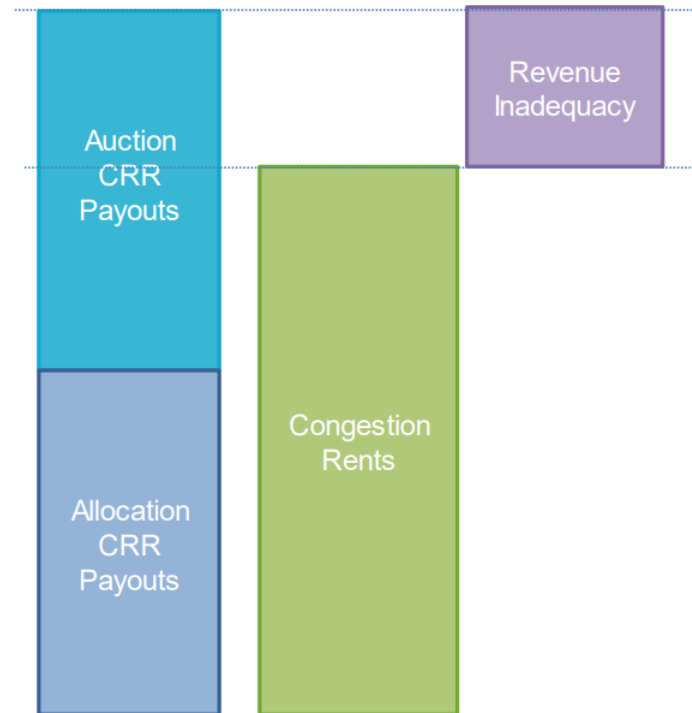 Auction
CRR
Payouts
Allocation
CRR
Payouts
Congestion
Rents
Revenue
Inadequacy